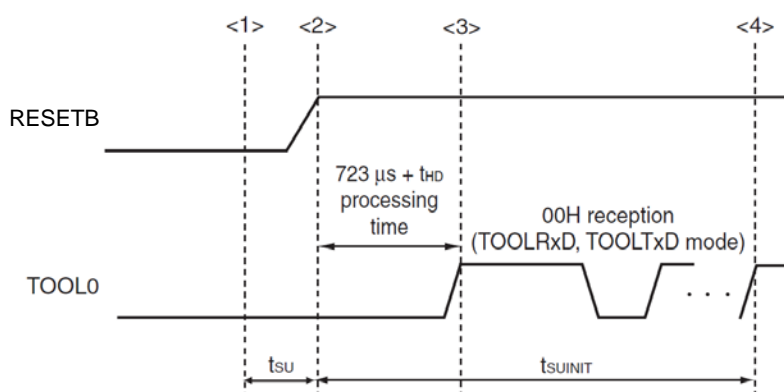 <1> <2> <3> <4>
RESETB
723 μs + tHD
processing
time
00H reception
(TOOLRxD, TOOLTxD mode)
TOOL0
. . .
tSU tSUINIT